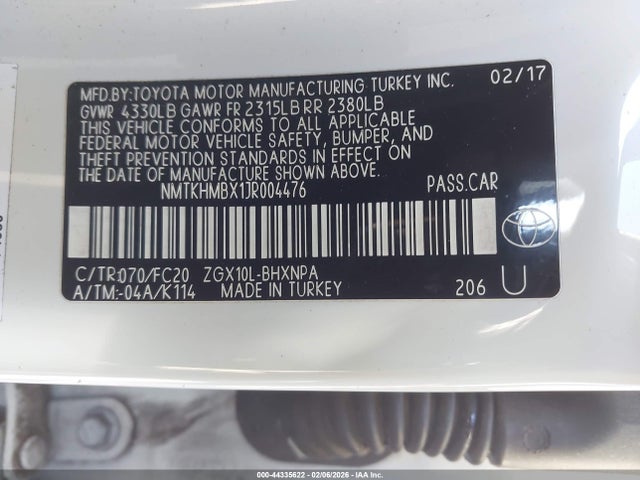 MFD.BY:TOYOTA MOTOR MANUFACTURING TURKEY INC. 02/17
GVWR 4330LB GAWR FR 2315LB RR 2380LB
THIS VEHICLE CONFORMS TO ALL APPLICABLE
FEDERAL MOTOR VEHICLE SAFETY, BUMPER, AND
THEFT PREVENTION STANDARDS IN EFFECT ON
THE DATE OF MANUFACTURE SHOWN ABOVE.
NMTKHMBX1JR004476 PASS.CAR
C/TR:070/FC20 ZGX10L-BHXNPA
A/TM:-04A/K114 MADE IN TURKEY 206 U
000-44335622 - 02/06/2026 - IAA Inc.